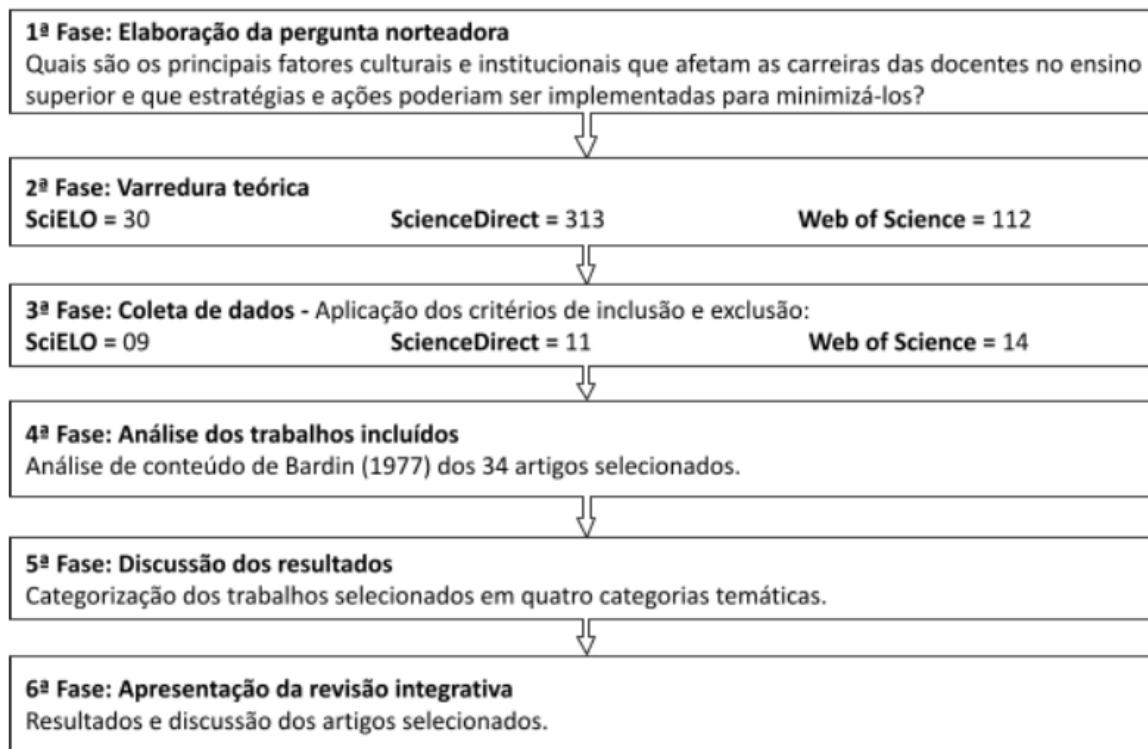 1ª Fase: Elaboração da pergunta norteadora
Quais são os principais fatores culturais e institucionais que afetam as carreiras das docentes no ensino
superior e que estratégias e ações poderiam ser implementadas para minimizá-los?
2ª Fase: Varredura teórica
SciELO = 30 ScienceDirect = 313 Web of Science = 112
3ª Fase: Coleta de dados - Aplicação dos critérios de inclusão e exclusão:
SciELO = 09 ScienceDirect = 11 Web of Science = 14
4ª Fase: Análise dos trabalhos incluídos
Análise de conteúdo de Bardin (1977) dos 34 artigos selecionados.
5ª Fase: Discussão dos resultados
Categorização dos trabalhos selecionados em quatro categorias temáticas.
6ª Fase: Apresentação da revisão integrativa
Resultados e discussão dos artigos selecionados.